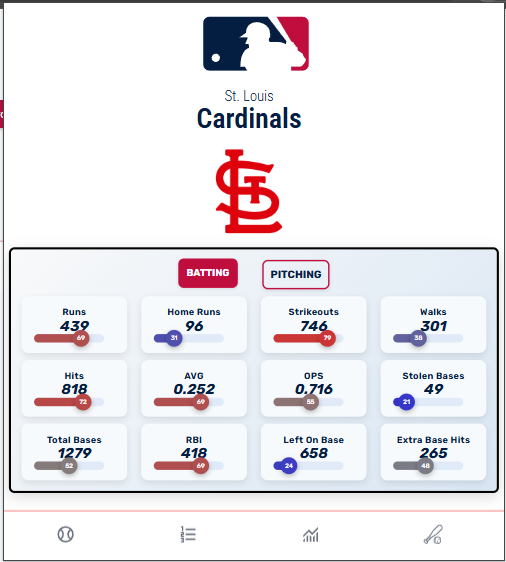 St. Louis
Cardinals
BATTING PITCHING
Runs Home Runs Strikeouts Walks
439 96 746 301
69 31 79 38
Hits AVG OPS Stolen Bases
818 0.252 0.716 49
72 69 55 21
Total Bases RBI Left On Base Extra Base Hits
1279 418 658 265
52 69 24 48